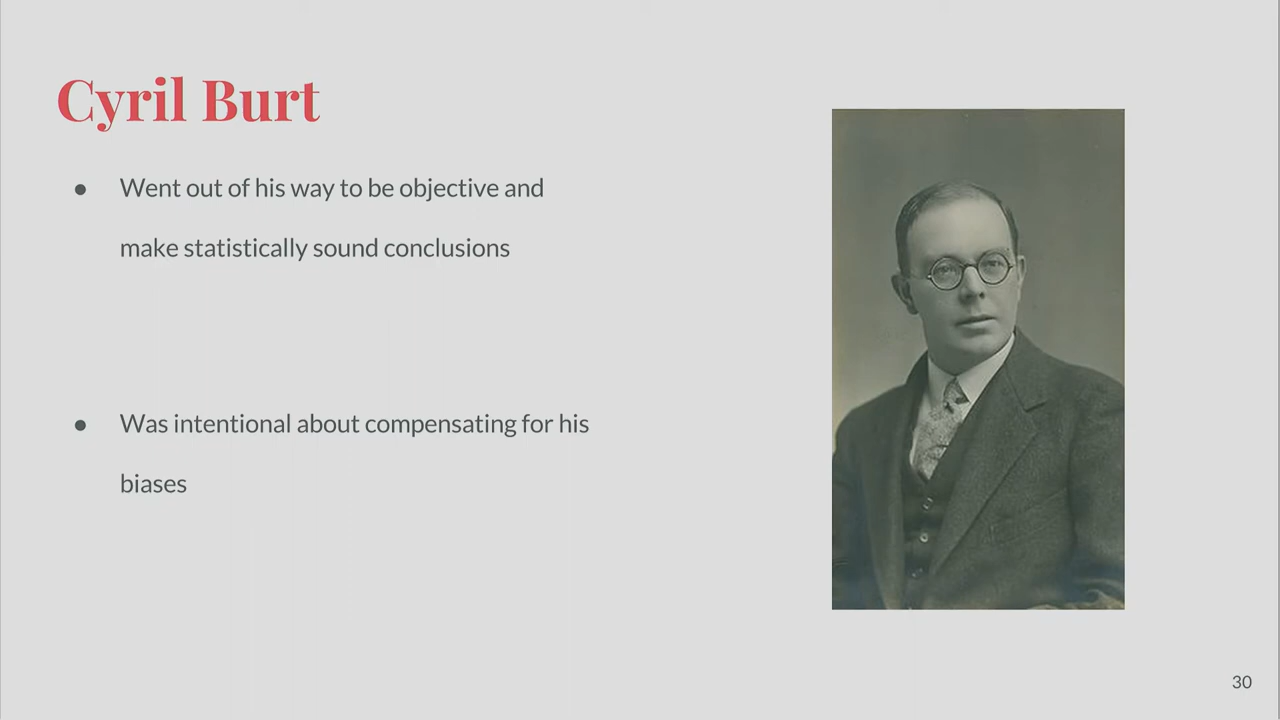 Cyril Burt
● Went out of his way to be objective and
make statistically sound conclusions
● Was intentional about compensating for his
biases
30